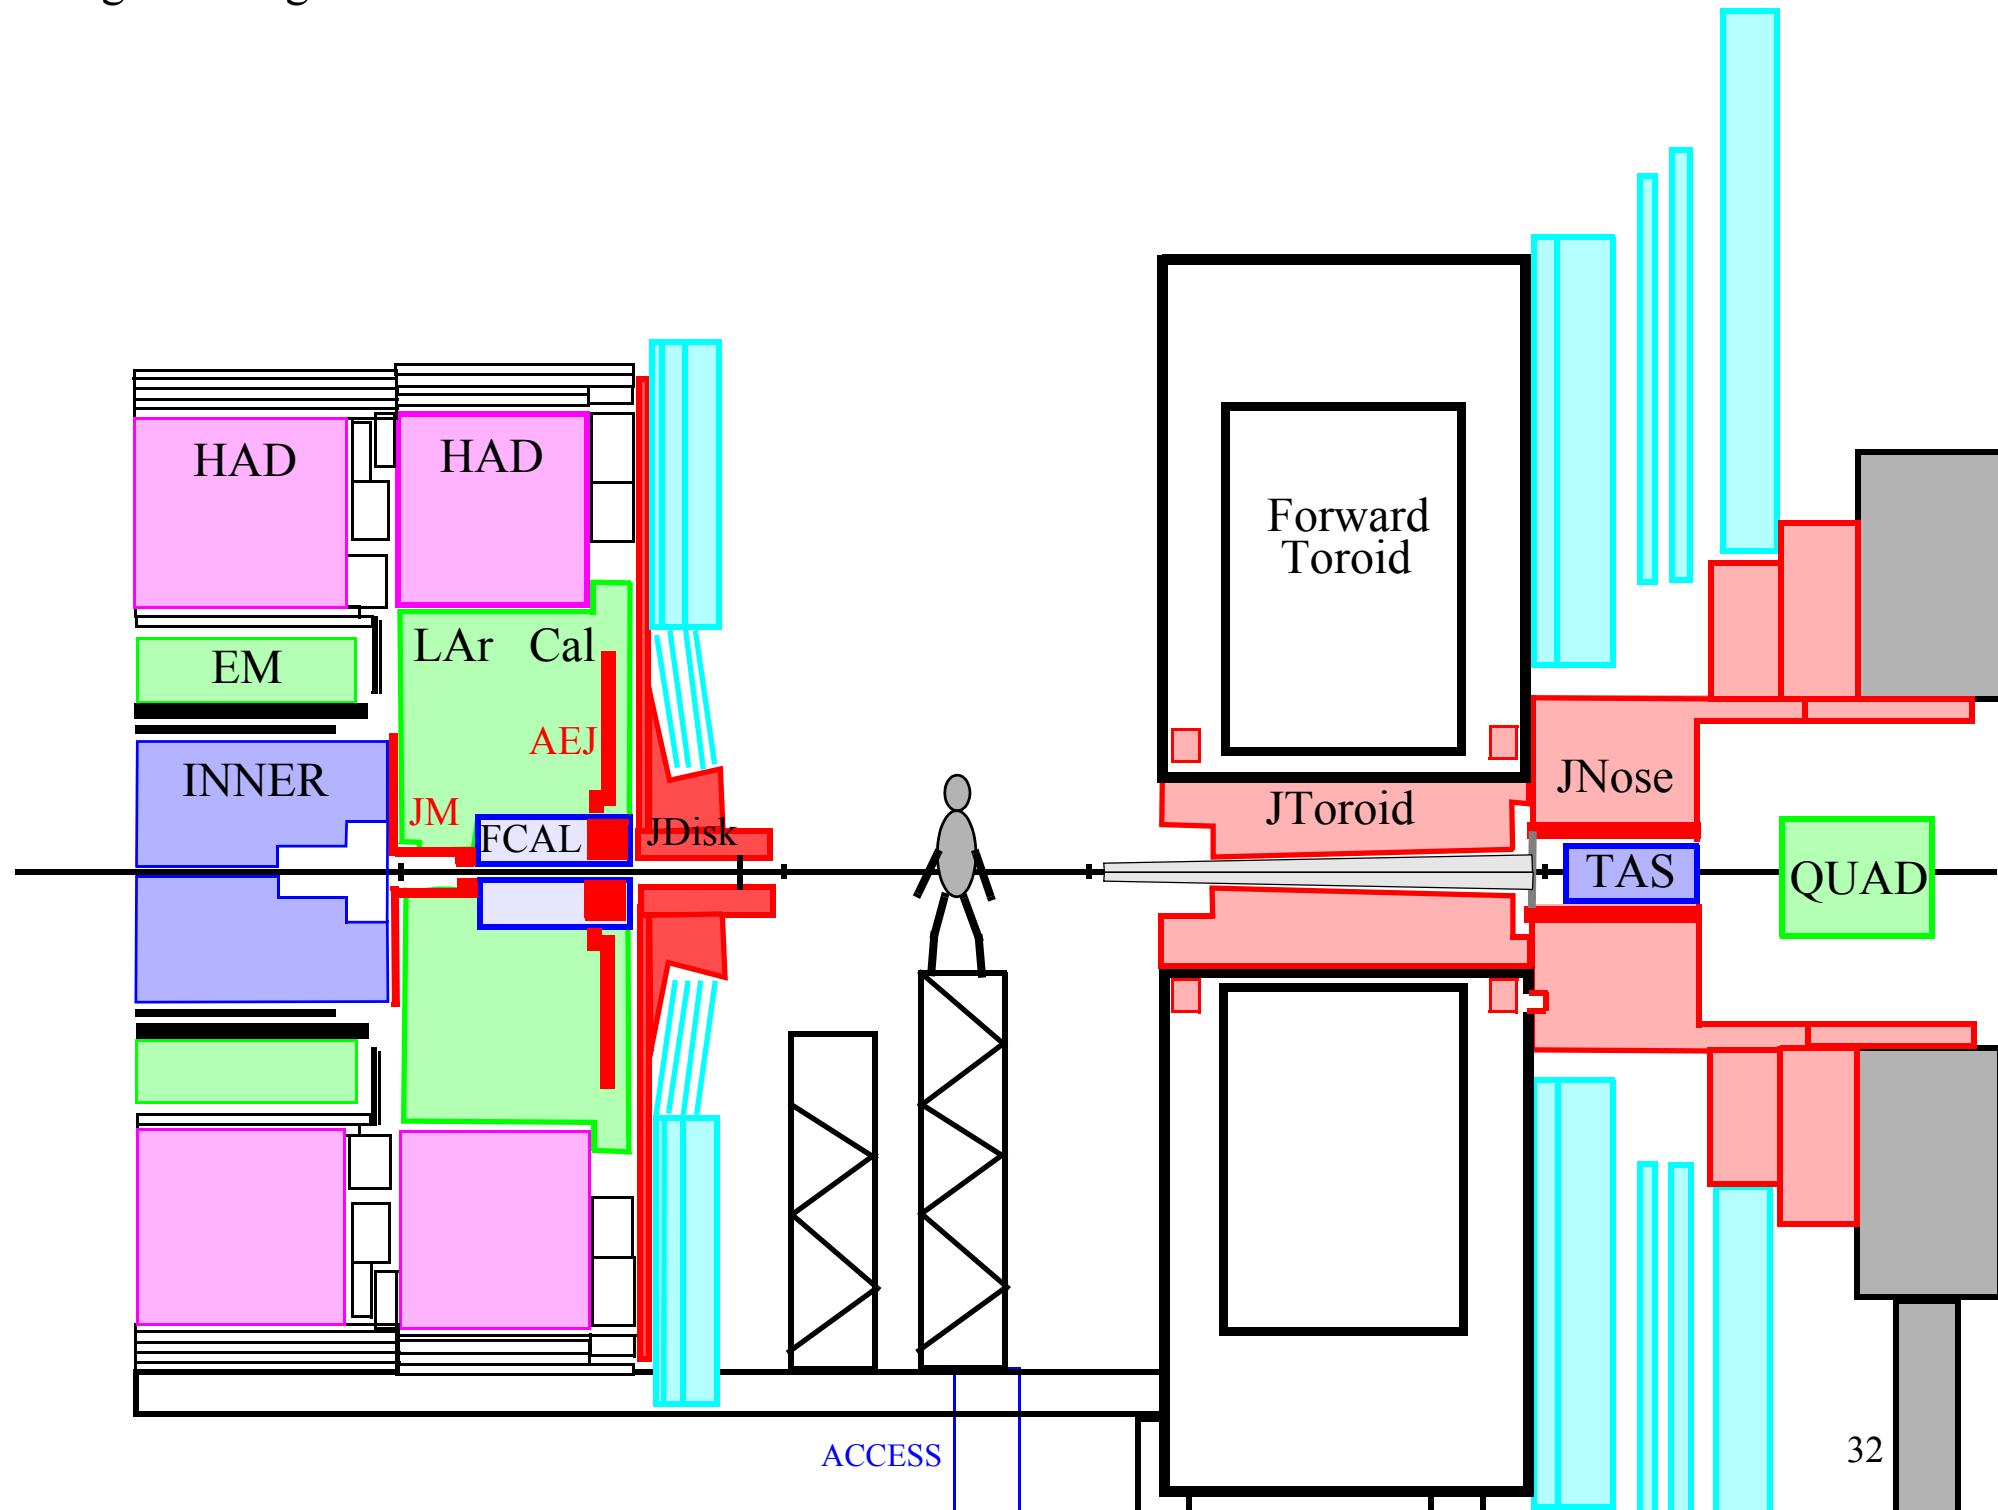 HAD
HAD
Forward
Toroid
LAr Cal
EM
AEJ
INNER
JM
FCAL
JDisk
JToroid
JNose
TAS
QUAD
ACCESS
32